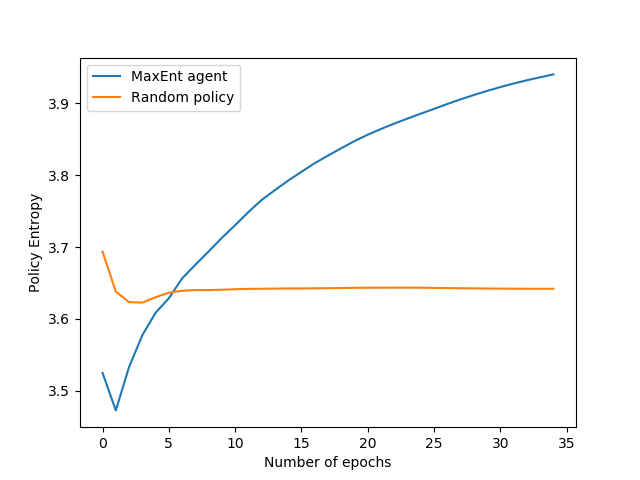 MaxEnt agent
Random policy
Policy Entropy
3.9
3.8
3.7
3.6
3.5
0 5 10 15 20 25 30 35
Number of epochs